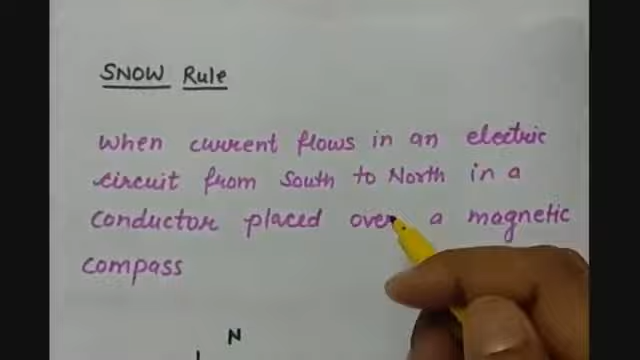 SNOW Rule
When current flows in an electric
circuit from South to North in a
conductor placed over a magnetic
compass
N